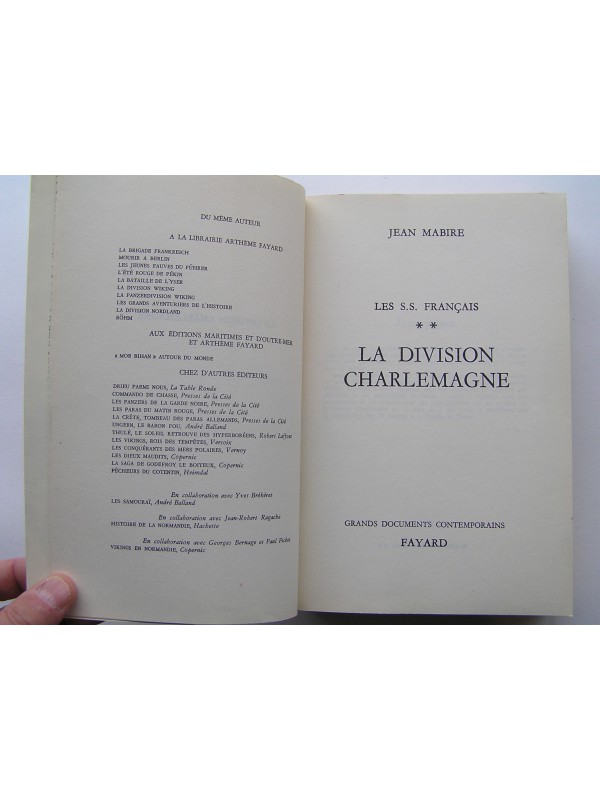 DU MÊME AUTEUR
A LA LIBRAIRIE ARTHÈME FAYARD
LA BRIGADE FRANKREICH
MOURIR A BERLIN
LES JEUNES FAUVES DU FÜHRER
L'ÉTÉ ROUGE DE PÉKIN
LA BATAILLE DE L'YSER
LA DIVISION WIKING
LA PANZERDIVISION WIKING
LES GRANDS AVENTURIERS DE L'HISTOIRE
LA DIVISION NORDLAND
RÖHM
AUX ÉDITIONS MARITIMES ET D'OUTRE-MER
ET ARTHÈME FAYARD
« MOR BIHAN » AUTOUR DU MONDE
CHEZ D'AUTRES ÉDITEURS
DRIEU PARMI NOUS, La Table Ronde
COMMANDO DE CHASSE, Presses de la Cité
LES PANZERS DE LA GARDE NOIRE, Presses de la Cité
LES PARAS DU MATIN ROUGE, Presses de la Cité
LA CRÈTE, TOMBEAU DES PARAS ALLEMANDS, Presses de la Cité
UNGERN, LE BARON FOU, André Balland
THULÉ, LE SOLEIL RETROUVÉ DES HYPERBORÉENS, Robert Laffont
LES VIKINGS, ROIS DES TEMPÊTES, Versoix
LES CONQUÉRANTS DES MERS POLAIRES, Vernoy
LES DIEUX MAUDITS, Copernic
LA SAGA DE GODEFROY LE BOITEUX, Copernic
PÊCHEURS DU COTENTIN, Heimdal
En collaboration avec Yves Bréhèret
LES SAMOURAÏ, André Balland
En collaboration avec Jean-Robert Ragache
HISTOIRE DE LA NORMANDIE, Hachette
En collaboration avec Georges Bernage et Paul Fichet
VIKINGS EN NORMANDIE, Copernic
JEAN MABIRE
LES S.S. FRANÇAIS
* *
LA DIVISION
CHARLEMAGNE
GRANDS DOCUMENTS CONTEMPORAINS
FAYARD